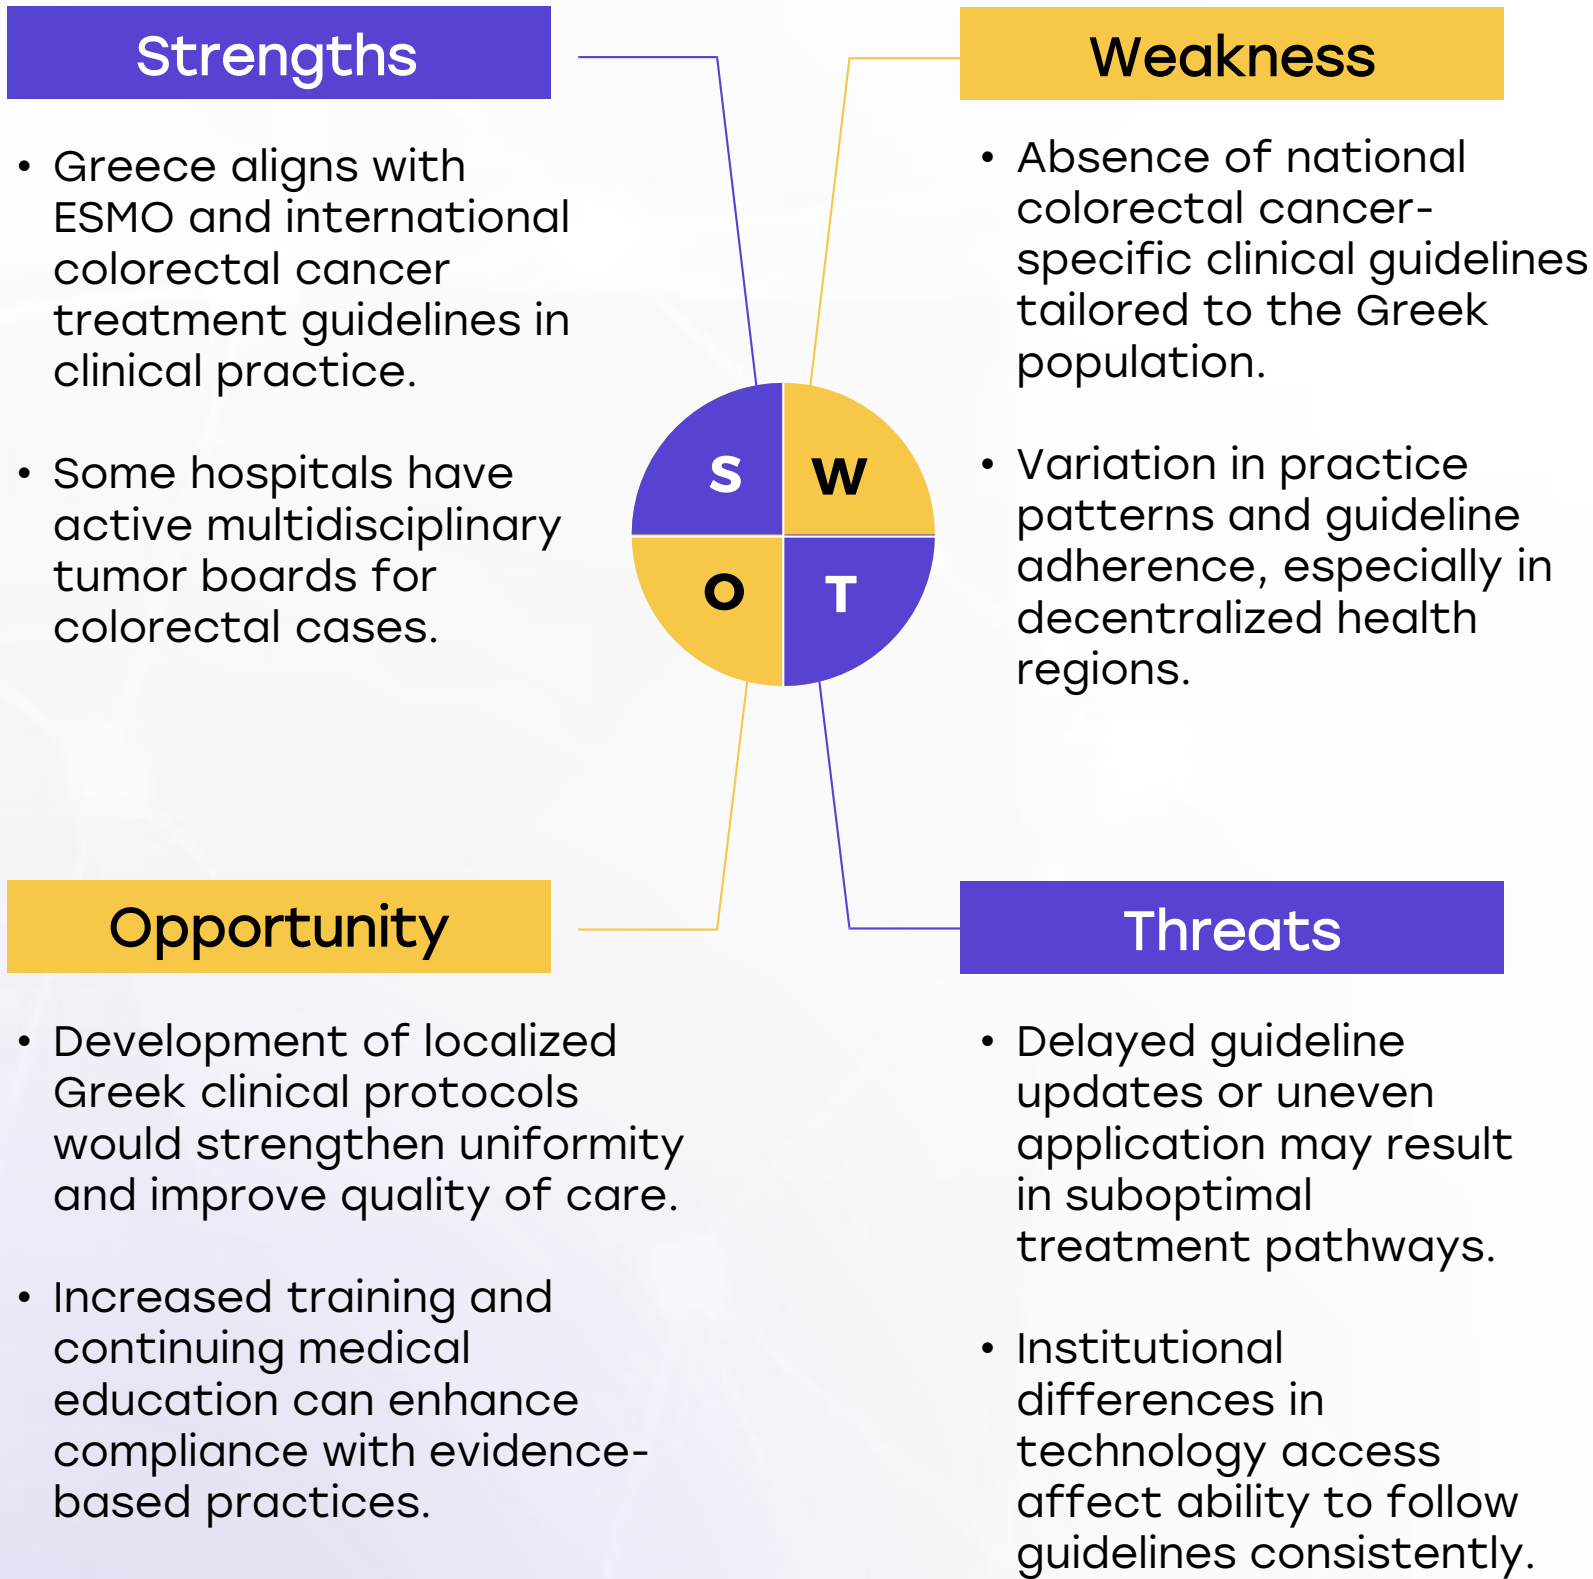 Strengths
• Greece aligns with
ESMO and international
colorectal cancer
treatment guidelines in
clinical practice.
• Some hospitals have
active multidisciplinary
tumor boards for
colorectal cases.
Weakness
• Absence of national
colorectal cancer-
specific clinical guidelines
tailored to the Greek
population.
• Variation in practice
patterns and guideline
adherence, especially in
decentralized health
regions.
S
W
O
T
Opportunity
• Development of localized
Greek clinical protocols
would strengthen uniformity
and improve quality of care.
• Increased training and
continuing medical
education can enhance
compliance with evidence-
based practices.
Threats
• Delayed guideline
updates or uneven
application may result
in suboptimal
treatment pathways.
• Institutional
differences in
technology access
affect ability to follow
guidelines consistently.